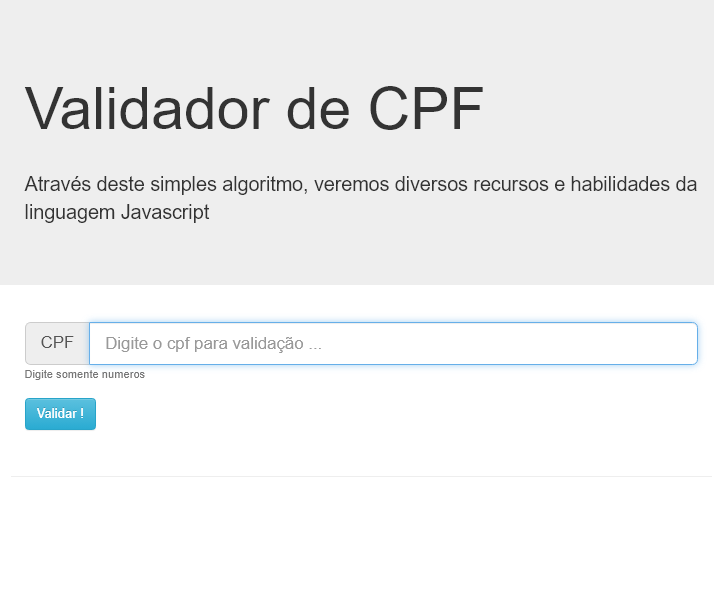 Validador de CPF
Através deste simples algoritmo, veremos diversos recursos e habilidades da
linguagem Javascript
CPF Digite o cpf para validação ...
Digite somente numeros
Validar !